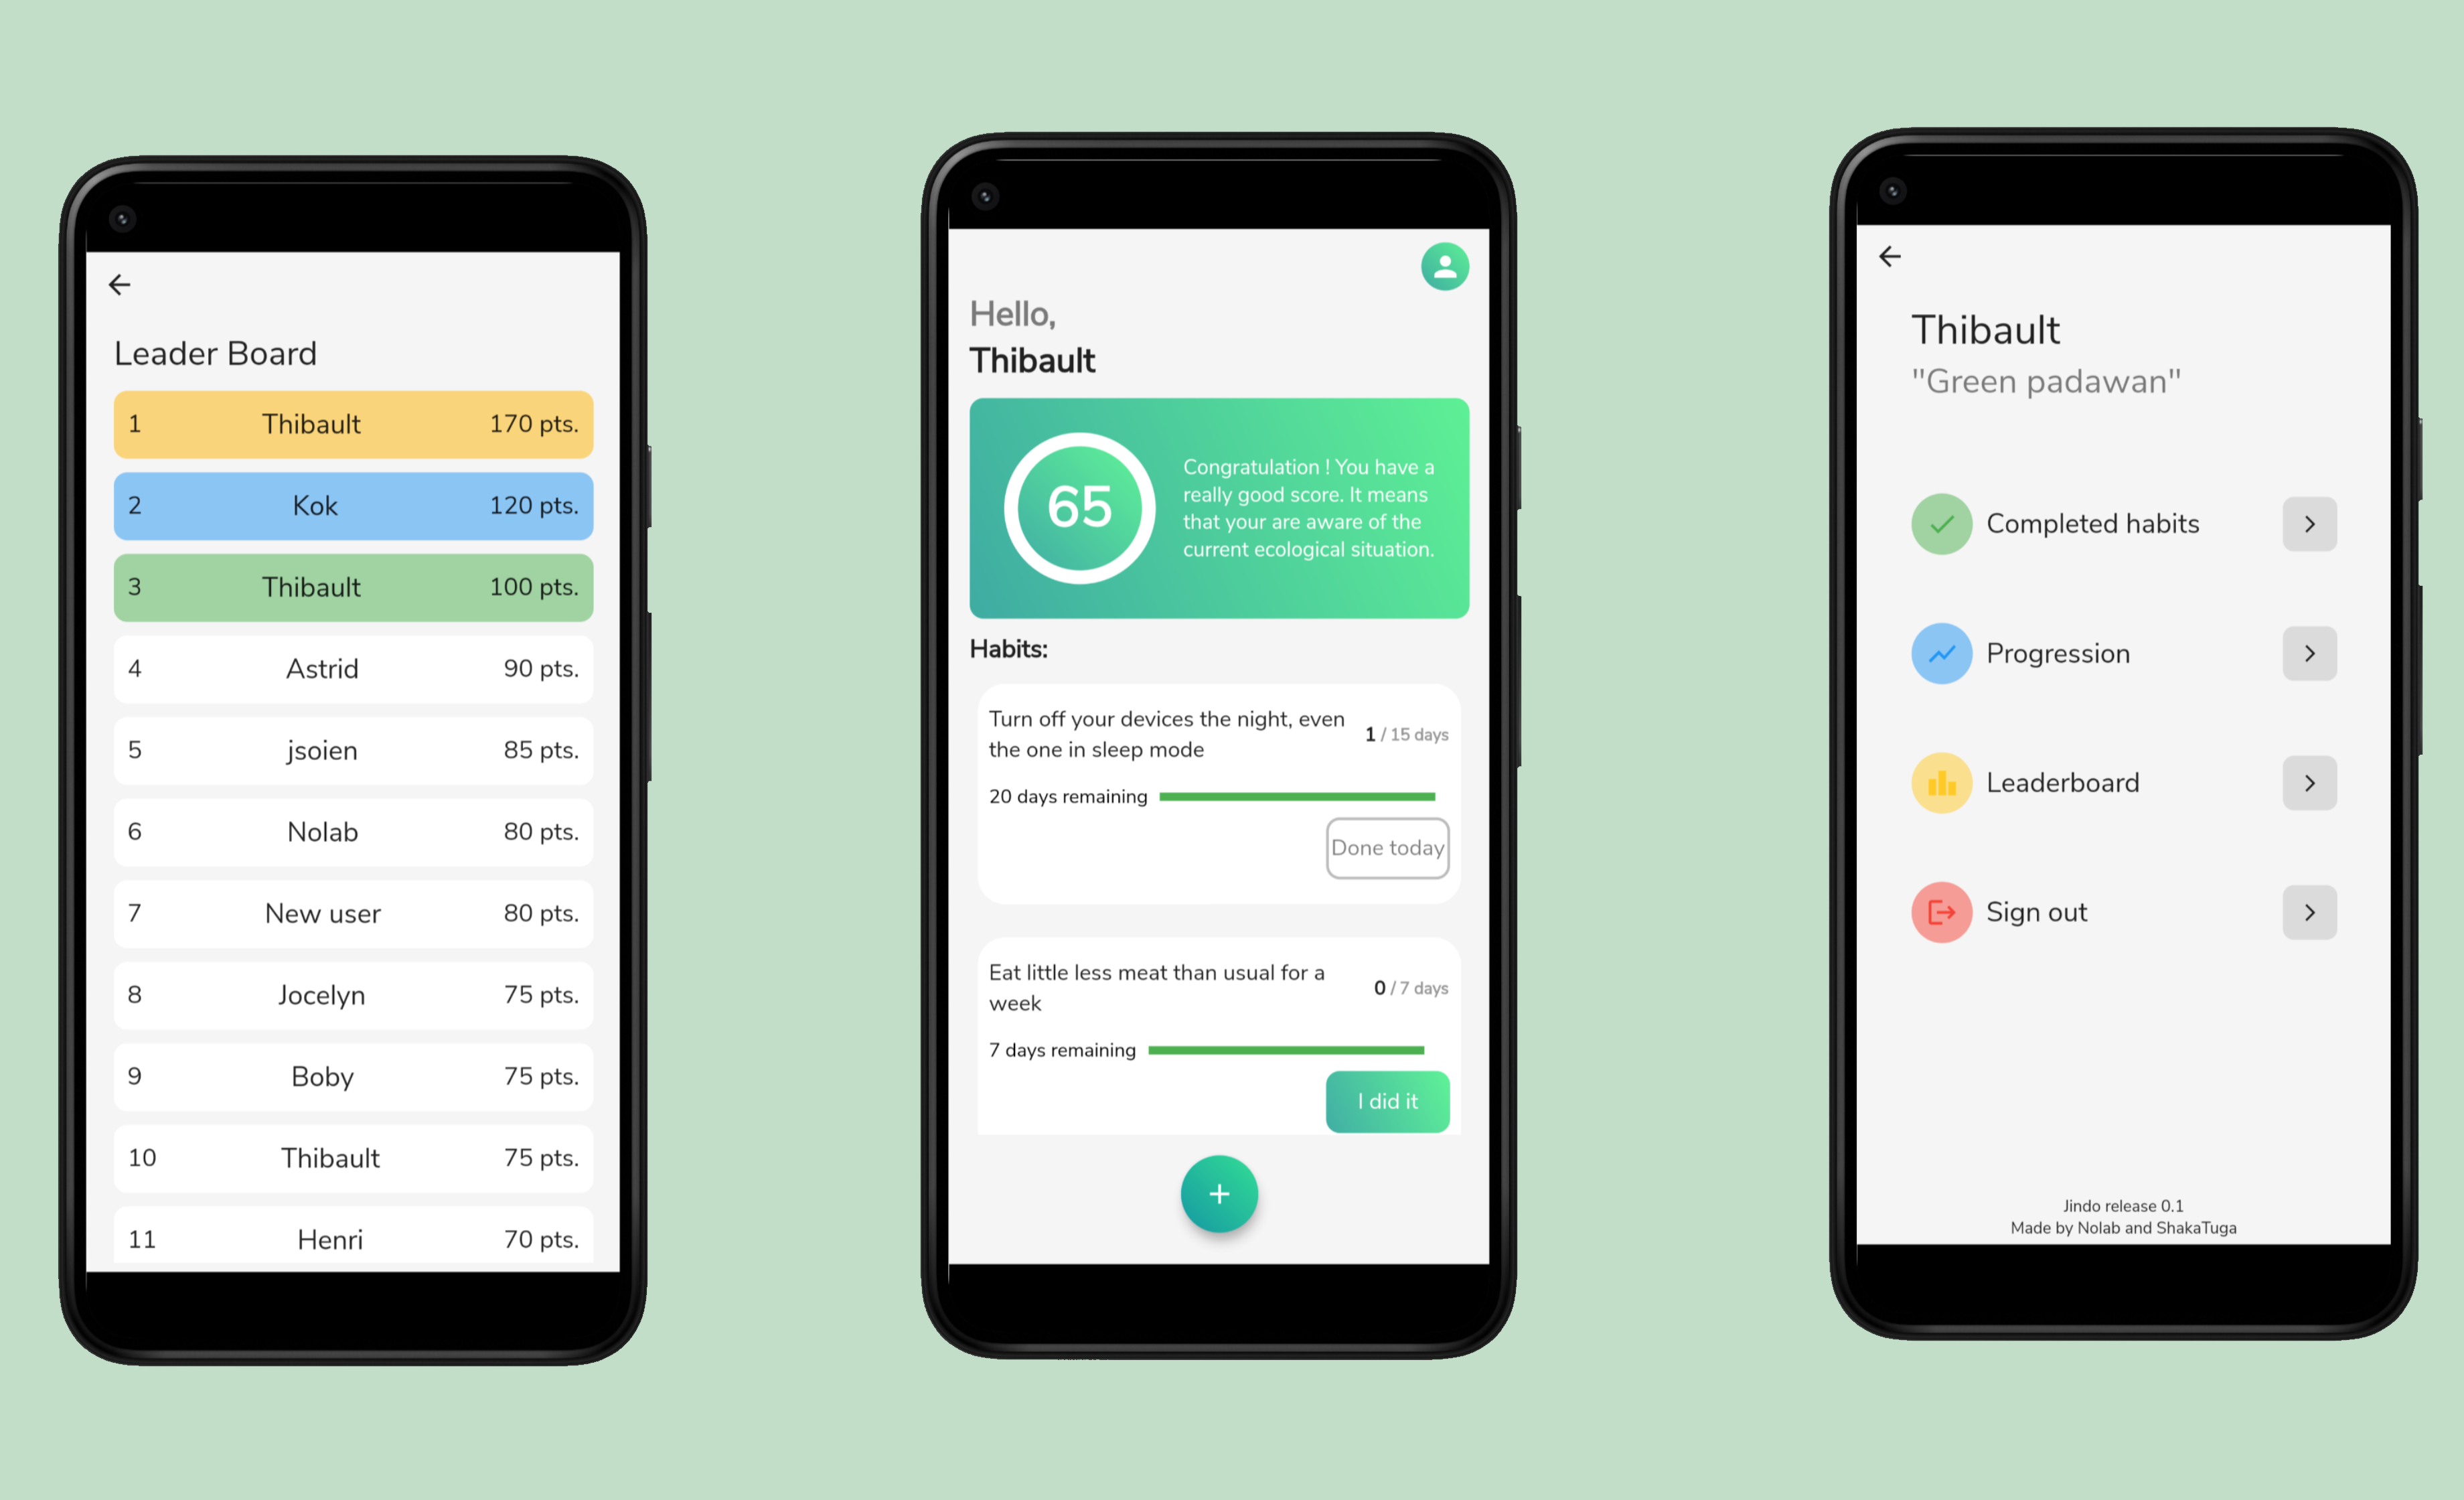 Leader Board
1 Thibault 170 pts.
2 Kok 120 pts.
3 Thibault 100 pts.
4 Astrid 90 pts.
5 jsoien 85 pts.
6 Nolab 80 pts.
7 New user 80 pts.
8 Jocelyn 75 pts.
9 Boby 75 pts.
10 Thibault 75 pts.
11 Henri 70 pts.
Hello,
Thibault
65
Congratulation ! You have a
really good score. It means
that your are aware of the
current ecological situation.
Habits:
Turn off your devices the night, even
the one in sleep mode
1 / 15 days
20 days remaining
Done today
Eat little less meat than usual for a
week
0 / 7 days
7 days remaining
I did it
+
Thibault
"Green padawan"
Completed habits
Progression
Leaderboard
Sign out
Jindo release 0.1
Made by Nolab and ShakaTuga